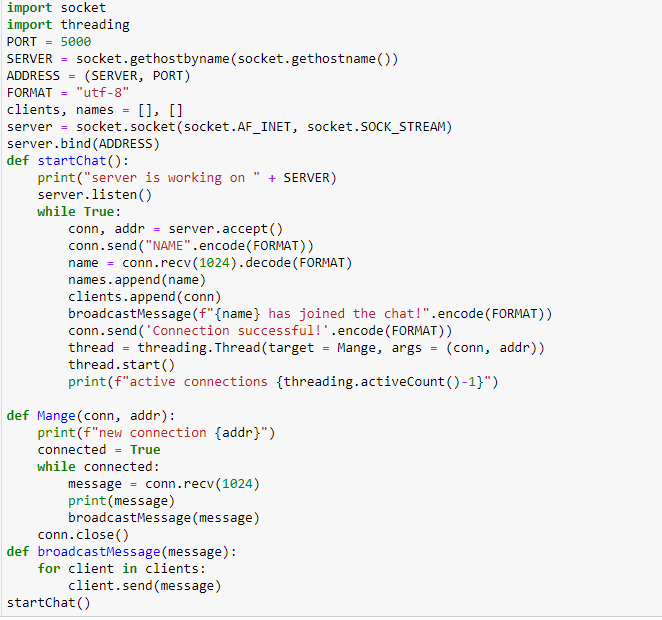 import socket
import threading
PORT = 5000
SERVER = socket.gethostbyname(socket.gethostname())
ADDRESS = (SERVER, PORT)
FORMAT = "utf-8"
clients, names = [], []
server = socket.socket(socket.AF_INET, socket.SOCK_STREAM)
server.bind(ADDRESS)
def startChat():
    print("server is working on " + SERVER)
    server.listen()
    while True:
        conn, addr = server.accept()
        conn.send("NAME".encode(FORMAT))
        name = conn.recv(1024).decode(FORMAT)
        names.append(name)
        clients.append(conn)
        broadcastMessage(f"{name} has joined the chat!".encode(FORMAT))
        conn.send('Connection successful!'.encode(FORMAT))
        thread = threading.Thread(target = Mange, args = (conn, addr))
        thread.start()
        print(f"active connections {threading.activeCount()-1}")

def Mange(conn, addr):
    print(f"new connection {addr}")
    connected = True
    while connected:
        message = conn.recv(1024)
        print(message)
        broadcastMessage(message)
    conn.close()
def broadcastMessage(message):
    for client in clients:
        client.send(message)
startChat()